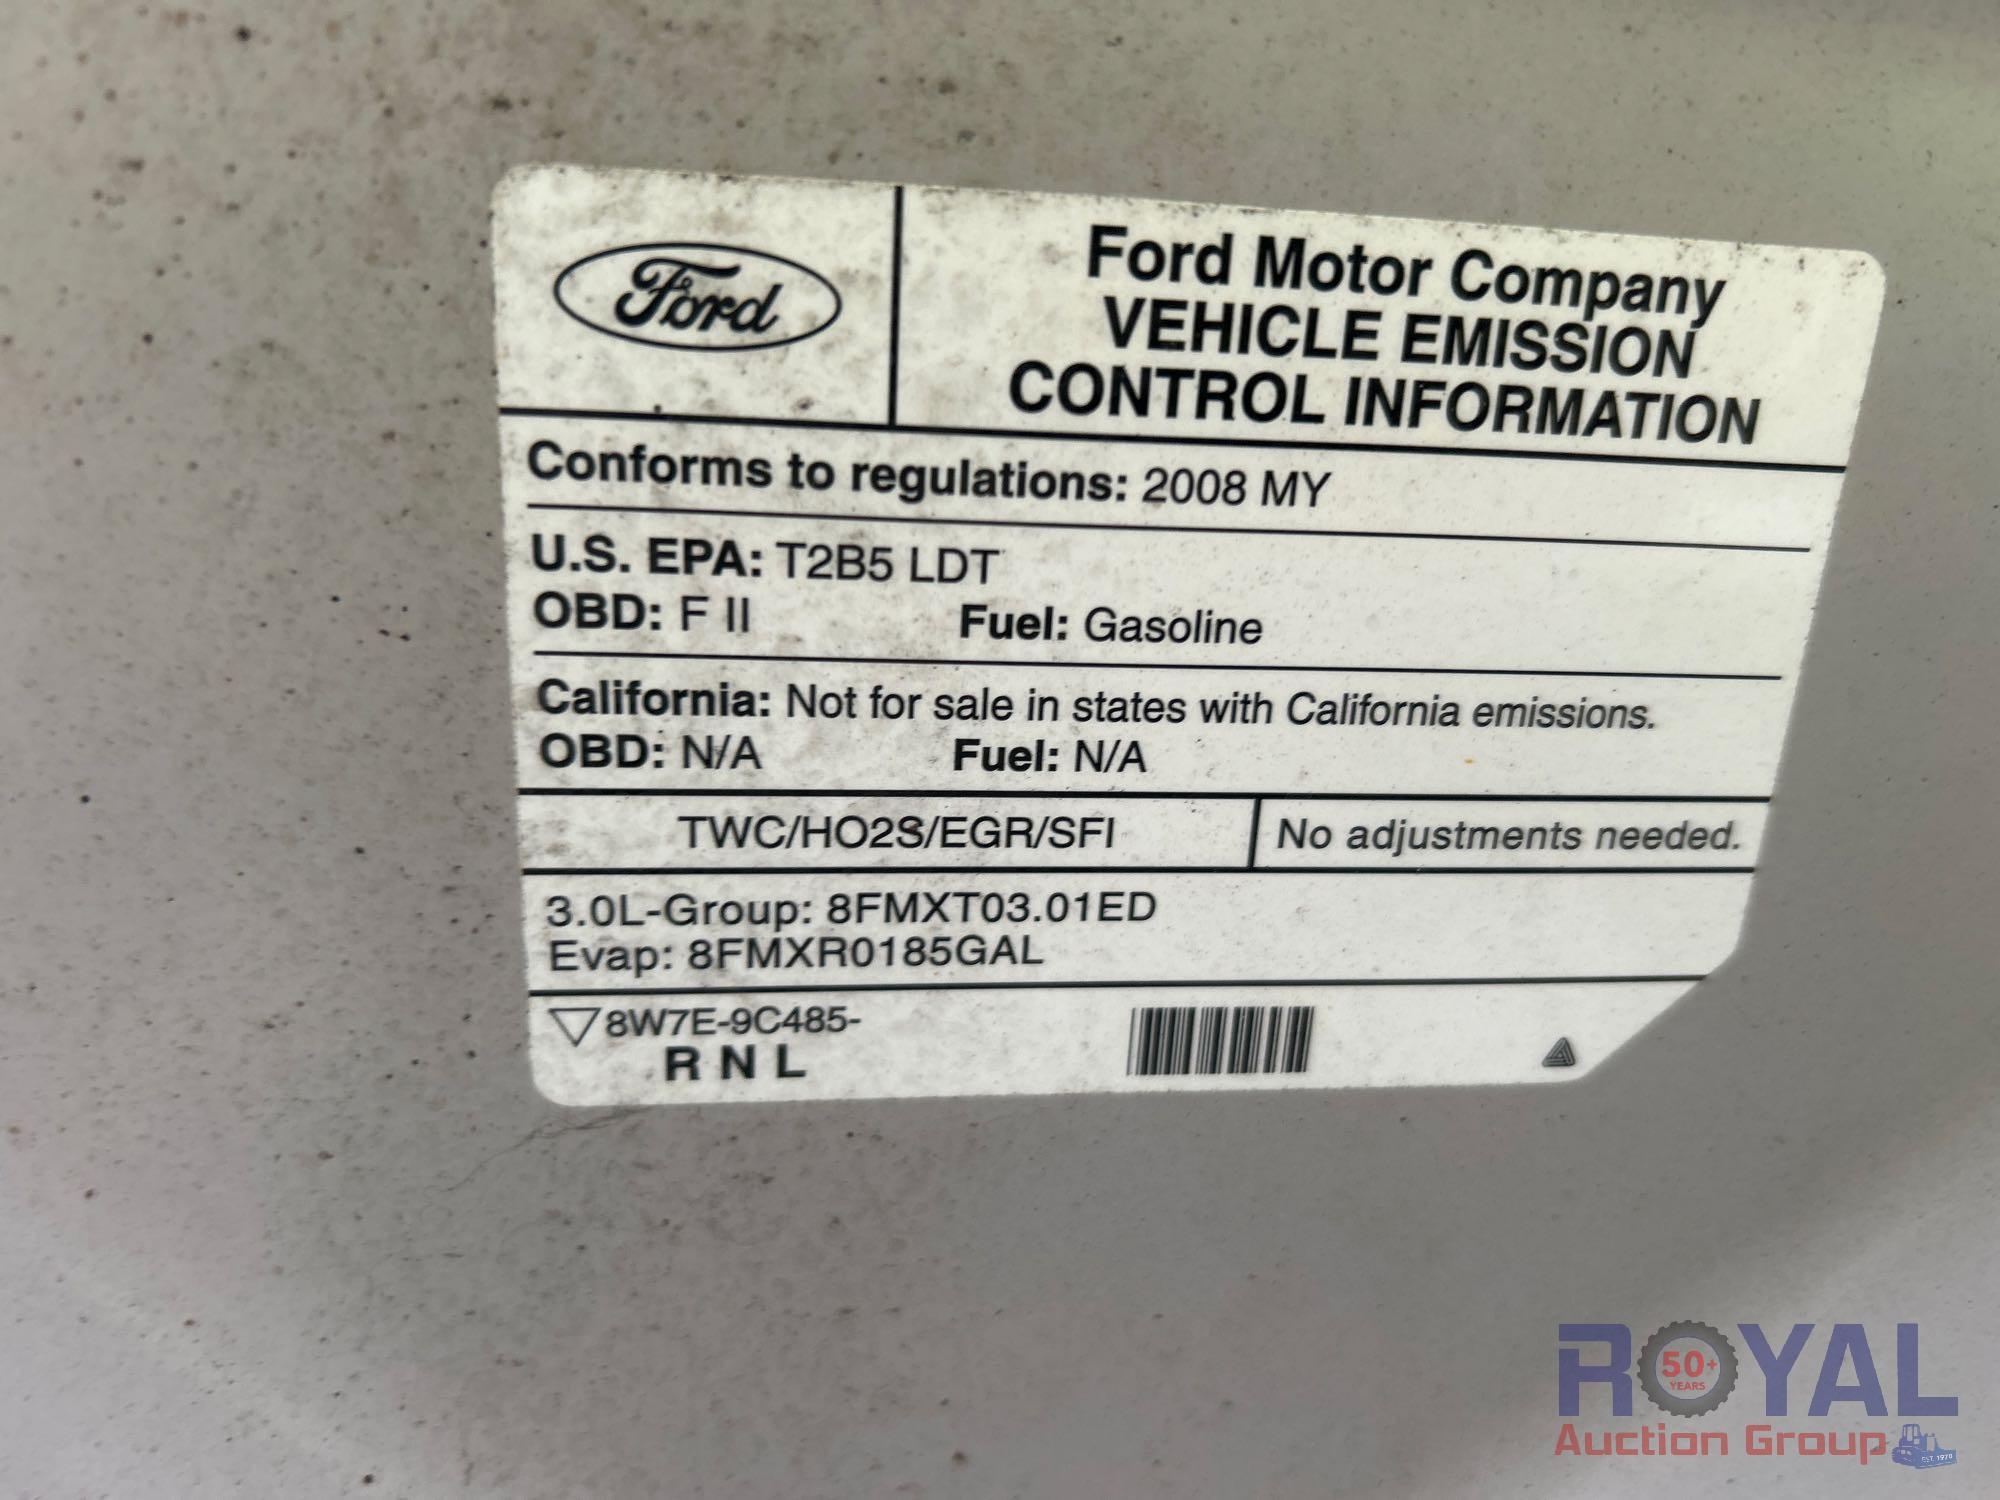 Ford
Ford Motor Company
VEHICLE EMISSION
CONTROL INFORMATION
Conforms to regulations: 2008 MY
U.S. EPA: T2B5 LDT
OBD: F II Fuel: Gasoline
California: Not for sale in states with California emissions.
OBD: N/A Fuel: N/A
TWC/HO2S/EGR/SFI No adjustments needed.
3.0L-Group: 8FMXT03.01ED
Evap: 8FMXR0185GAL
8W7E-9C485-
R N L
ROYAL
50+
YEARS
Auction Group
EST. 1970